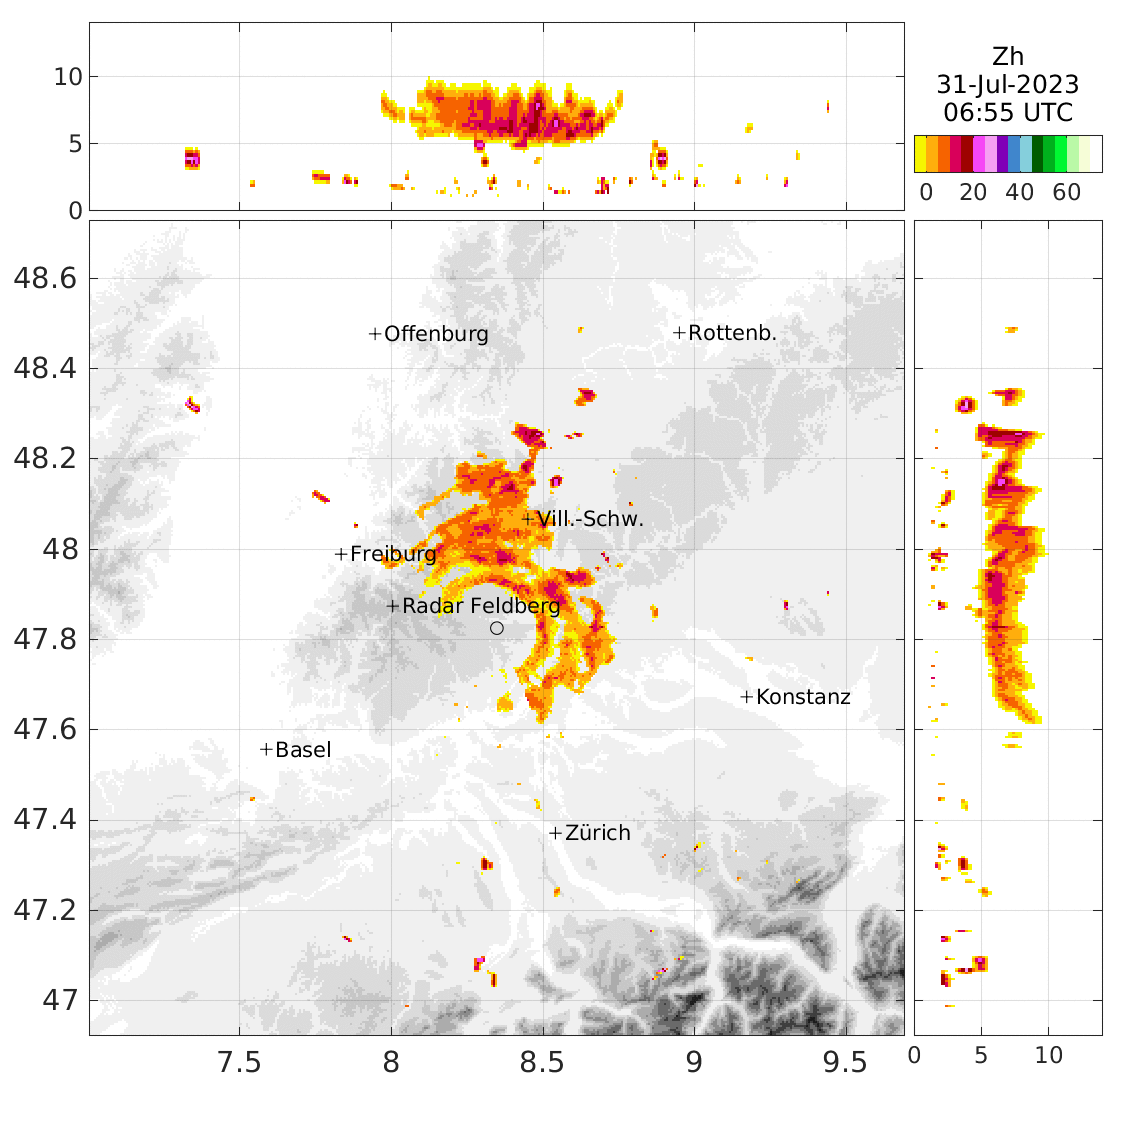 10
5
0
Zh
31-Jul-2023
06:55 UTC
0 20 40 60
48.6
48.4
48.2
48
47.8
47.6
47.4
47.2
47
+Offenburg
+Rottenb.
+Vill.-Schw.
+Freiburg
+Radar Feldberg
+Konstanz
+Basel
+Zürich
7.5 8 8.5 9 9.5
0 5 10